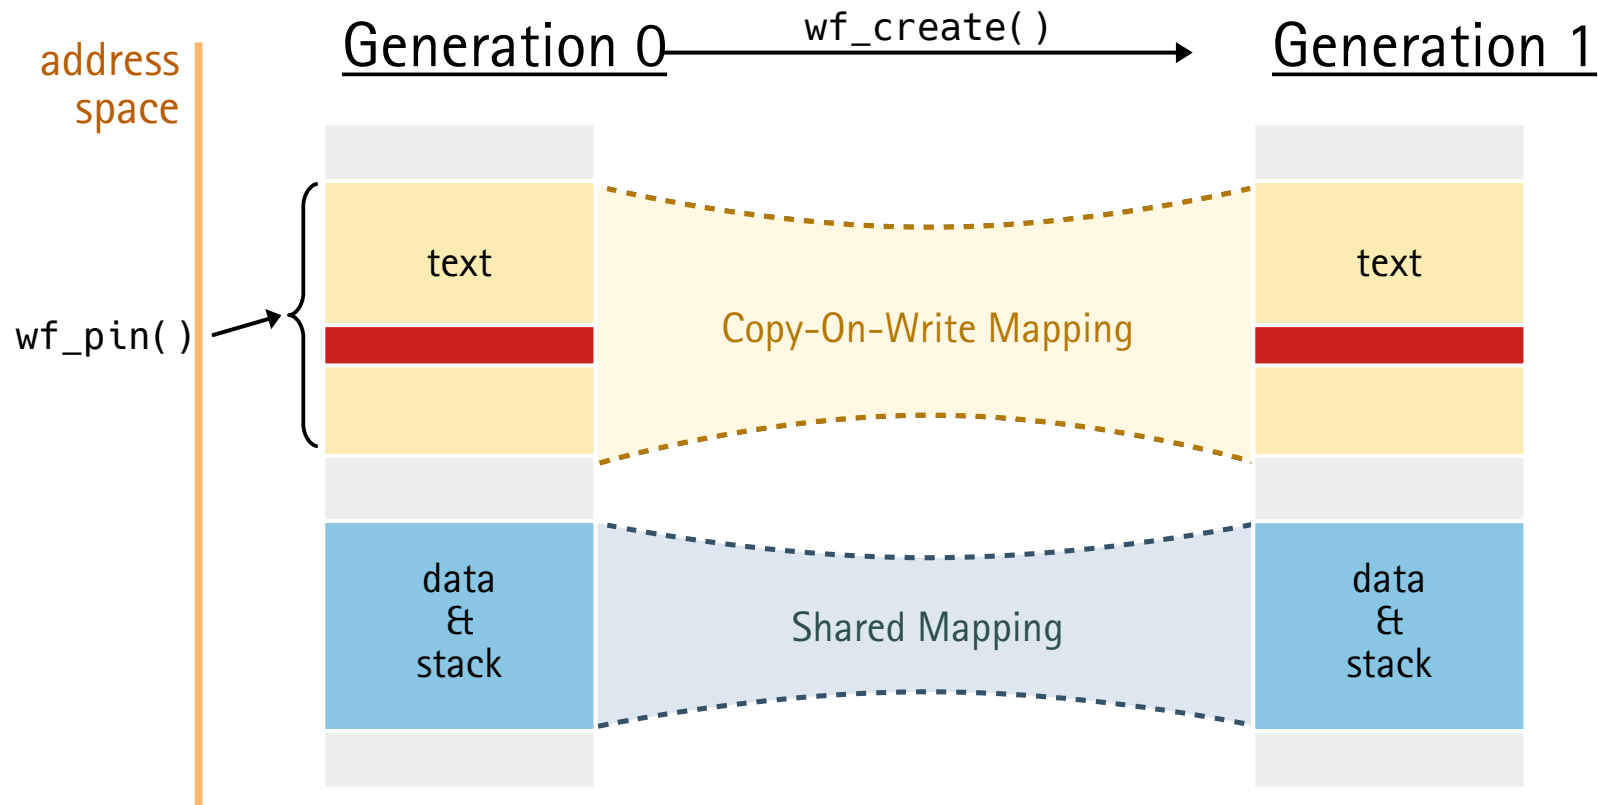 address
space
Generation 0
wf_create()
Generation 1
text
text
wf_pin()
Copy-On-Write Mapping
data
&
stack
Shared Mapping
data
&
stack